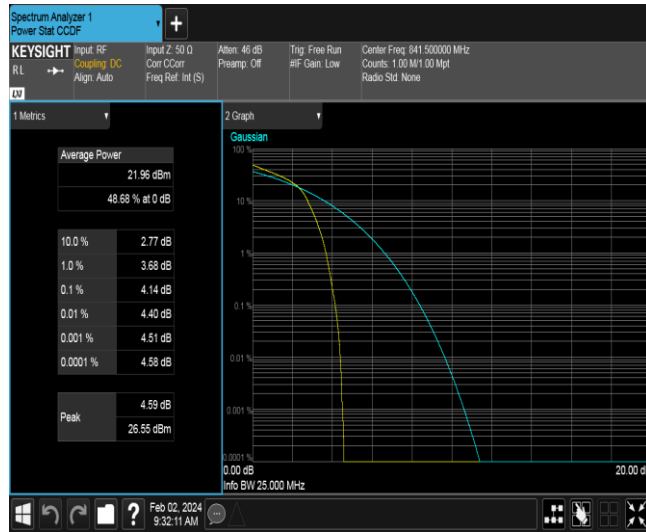 Spectrum Analyzer 1
Power Stat CCDF
+
KEYSIGHT
R L
LXI
Input: RF
Coupling: DC
Align: Auto
Input Z: 50 Ω
Corr CCorr
Freq Ref: Int (S)
Atten: 46 dB
Preamp: Off
Trig: Free Run
#IF Gain: Low
Center Freq: 841.500000 MHz
Counts: 1.00 M/1.00 Mpt
Radio Std: None
1 Metrics
Average Power
21.96 dBm
48.68 % at 0 dB
10.0 % 2.77 dB
1.0 % 3.68 dB
0.1 % 4.14 dB
0.01 % 4.40 dB
0.001 % 4.51 dB
0.0001 % 4.58 dB
Peak 4.59 dB
26.55 dBm
2 Graph
Gaussian
100 %
10 %
1 %
0.1 %
0.01 %
0.001 %
0.0001 %
0.00 dB
20.00 d
Info BW 25.000 MHz
?
Feb 02, 2024
9:32:11 AM